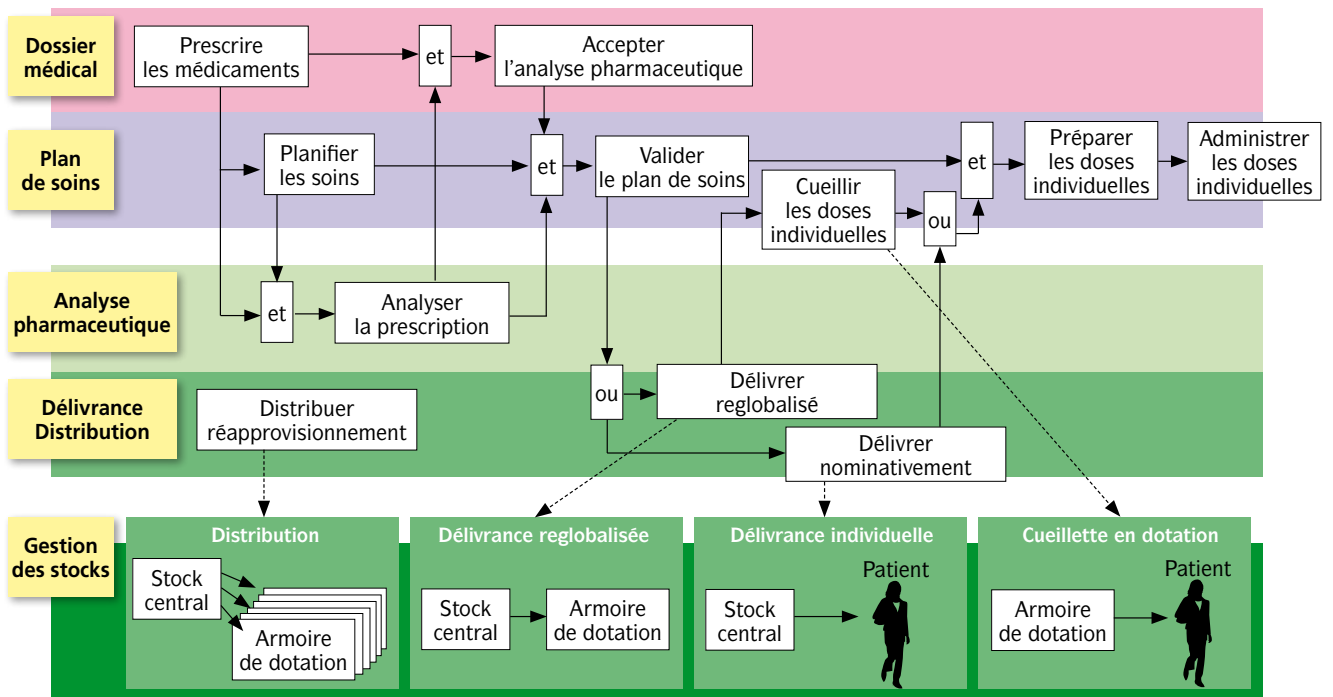 Dossier
médical
Prescrire
les médicaments
et
Accepter
l'analyse pharmaceutique
Plan
de soins
Planifier
les soins
et
Valider
le plan de soins
Cueillir
les doses
individuelles
ou
et
Préparer
les doses
individuelles
Administrer
les doses
individuelles
Analyse
pharmaceutique
et
Analyser
la prescription
Délivrance
Distribution
Distribuer
réapprovisionnement
ou
Délivrer
reglobalisé
Délivrer
nominativement
Gestion
des stocks
Distribution
Stock
central
Armoire
de dotation
Délivrance reglobalisée
Stock
central
Armoire
de dotation
Délivrance individuelle
Stock
central
Patient
Cueillette en dotation
Armoire
de dotation
Patient